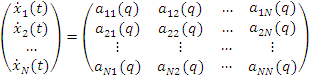 ẋ₁(t) = a₁₁(q) a₁₂(q) ⋯ a₁N(q)
ẋ₂(t) a₂₁(q) a₂₂(q) ⋯ a₂N(q)
... ⋮ ⋮ ⋯ ⋮
ẋN(t) aN₁(q) aN₂(q) ⋯ aNN(q)